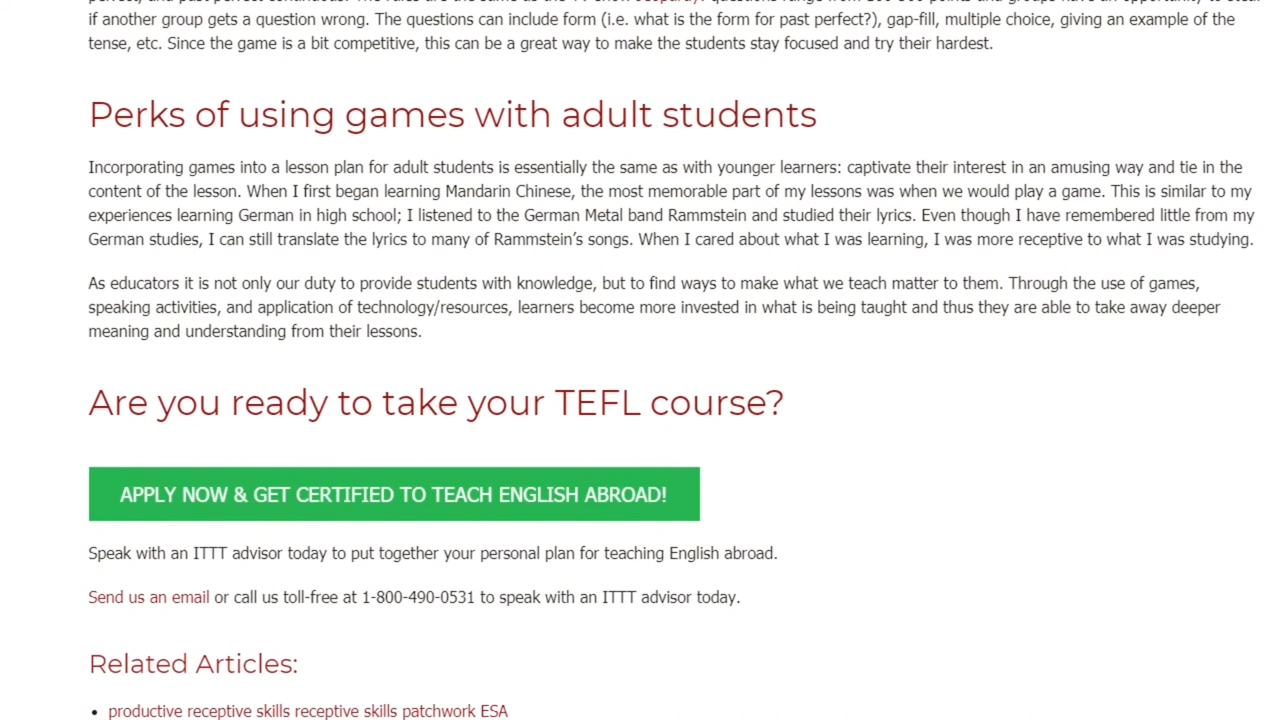 if another group gets a question wrong. The questions can include form (i.e. what is the form for past perfect?), gap-fill, multiple choice, giving an example of the
tense, etc. Since the game is a bit competitive, this can be a great way to make the students stay focused and try their hardest.
Perks of using games with adult students
Incorporating games into a lesson plan for adult students is essentially the same as with younger learners: captivate their interest in an amusing way and tie in the
content of the lesson. When I first began learning Mandarin Chinese, the most memorable part of my lessons was when we would play a game. This is similar to my
experiences learning German in high school; I listened to the German Metal band Rammstein and studied their lyrics. Even though I have remembered little from my
German studies, I can still translate the lyrics to many of Rammstein’s songs. When I cared about what I was learning, I was more receptive to what I was studying.
As educators it is not only our duty to provide students with knowledge, but to find ways to make what we teach matter to them. Through the use of games,
speaking activities, and application of technology/resources, learners become more invested in what is being taught and thus they are able to take away deeper
meaning and understanding from their lessons.
Are you ready to take your TEFL course?
APPLY NOW & GET CERTIFIED TO TEACH ENGLISH ABROAD!
Speak with an ITTT advisor today to put together your personal plan for teaching English abroad.
Send us an email or call us toll-free at 1-800-490-0531 to speak with an ITTT advisor today.
Related Articles:
• productive receptive skills receptive skills patchwork ESA